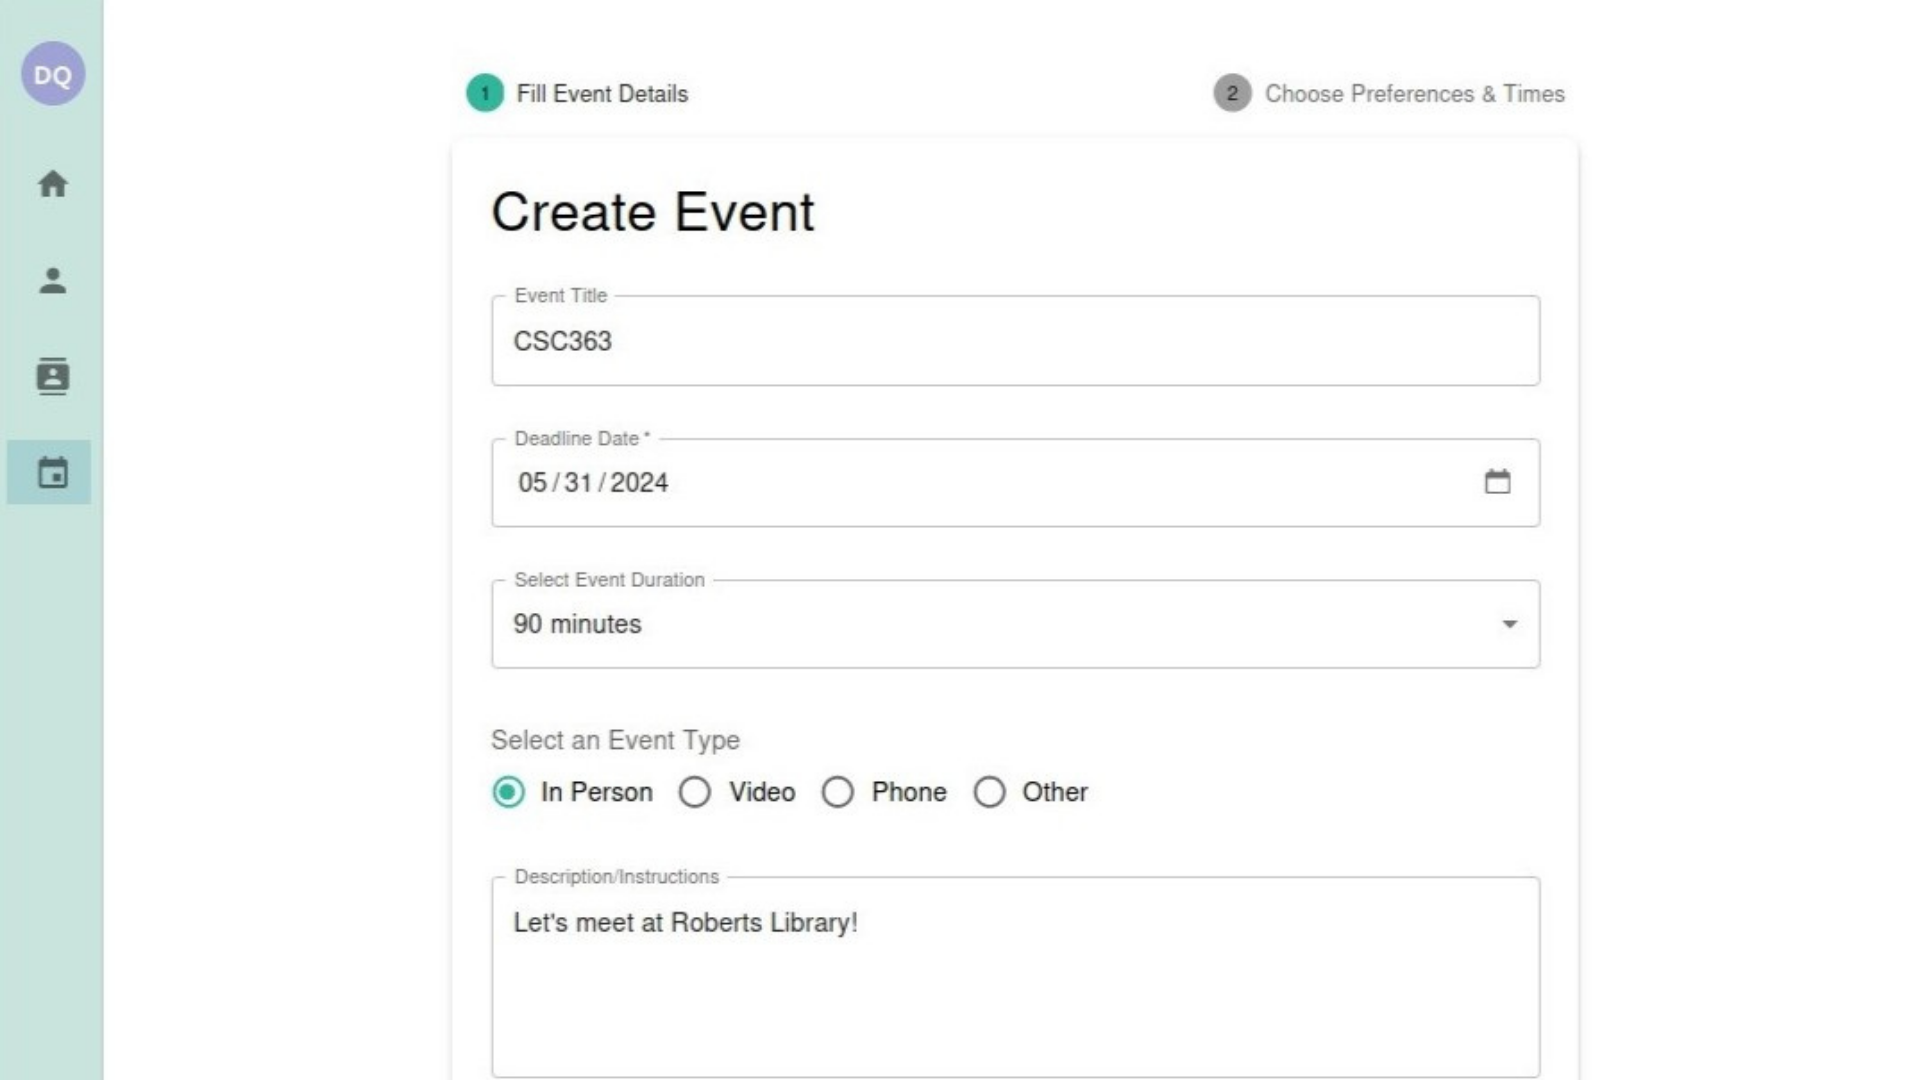 DQ
1 Fill Event Details
2 Choose Preferences & Times
Create Event
Event Title
CSC363
Deadline Date *
05/31/2024
Select Event Duration
90 minutes
Select an Event Type
In Person Video Phone Other
Description/Instructions
Let's meet at Roberts Library!